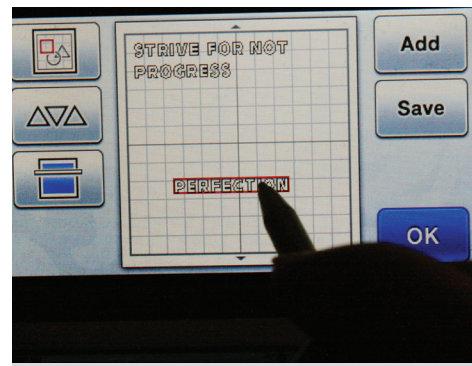 STRIVE FOR NOT
PROGRESS
PERFECTION
Add
Save
OK